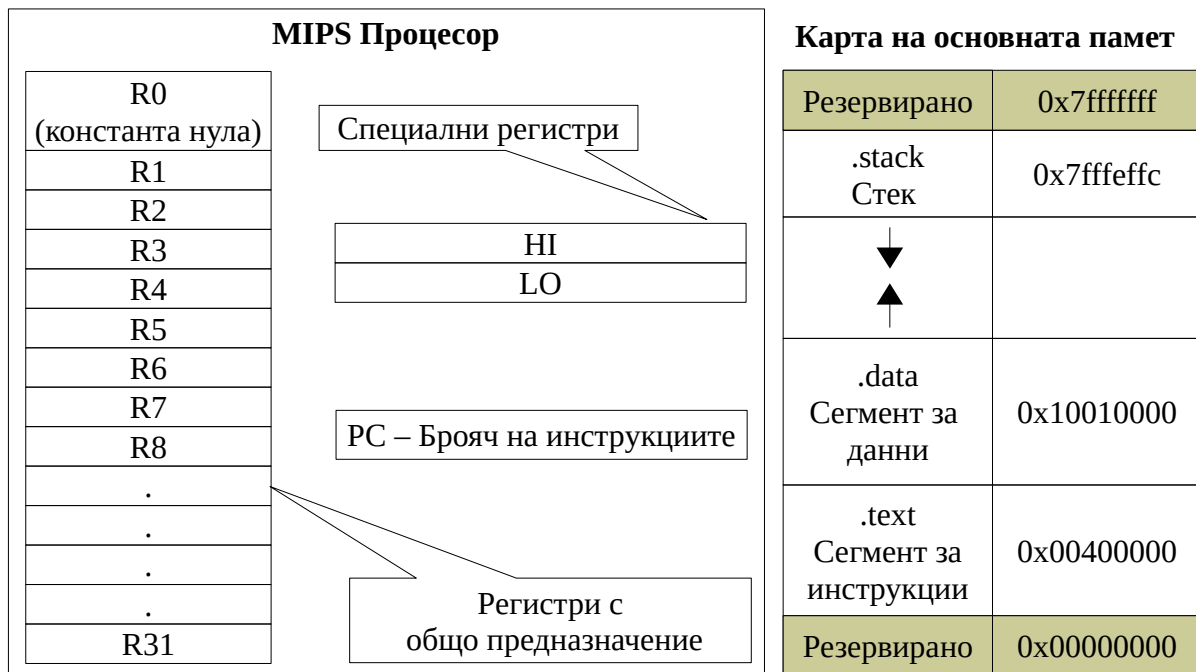 MIPS Процесор
R0
(константа нула)
R1
R2
R3
R4
R5
R6
R7
R8
.
.
.
.
R31
Специални регистри
HI
LO
PC – Брояч на инструкциите
Регистри с
общо предназначение
Карта на основната памет
Резервирано 0x7fffffff
.stack
Стек
0x7fffeffc
.data
Сегмент за
данни
0x10010000
.text
Сегмент за
инструкции
0x00400000
Резервирано 0x00000000